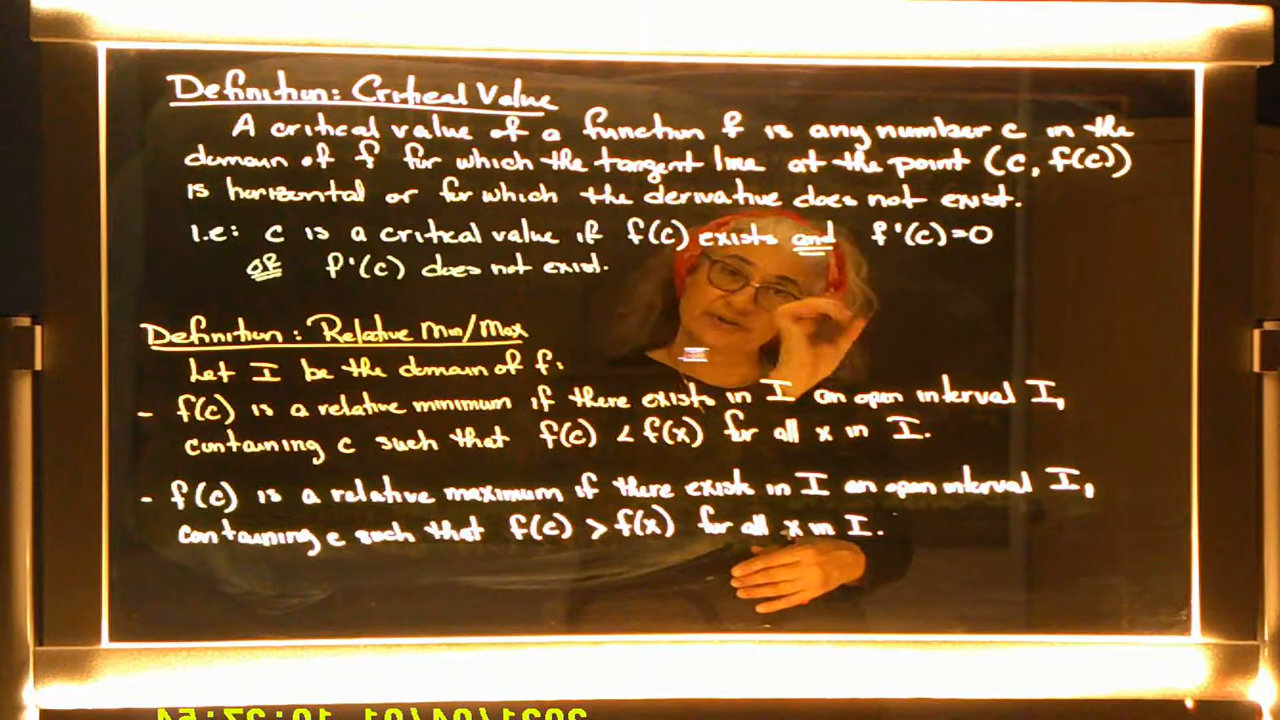 Definition: Critical Value
A critical value of a function f is any number c in the
domain of f for which the tangent line at the point (c, f(c))
is horizontal or for which the derivative does not exist.
i.e: c is a critical value if f(c) exists and f'(c)=0
or f'(c) does not exist.
Definition: Relative Min/Max
Let I be the domain of f:
- f(c) is a relative minimum if there exists in I an open interval I₁
containing c such that f(c) < f(x) for all x in I.
- f(c) is a relative maximum if there exists in I an open interval I₁
containing c such that f(c) > f(x) for all x in I.